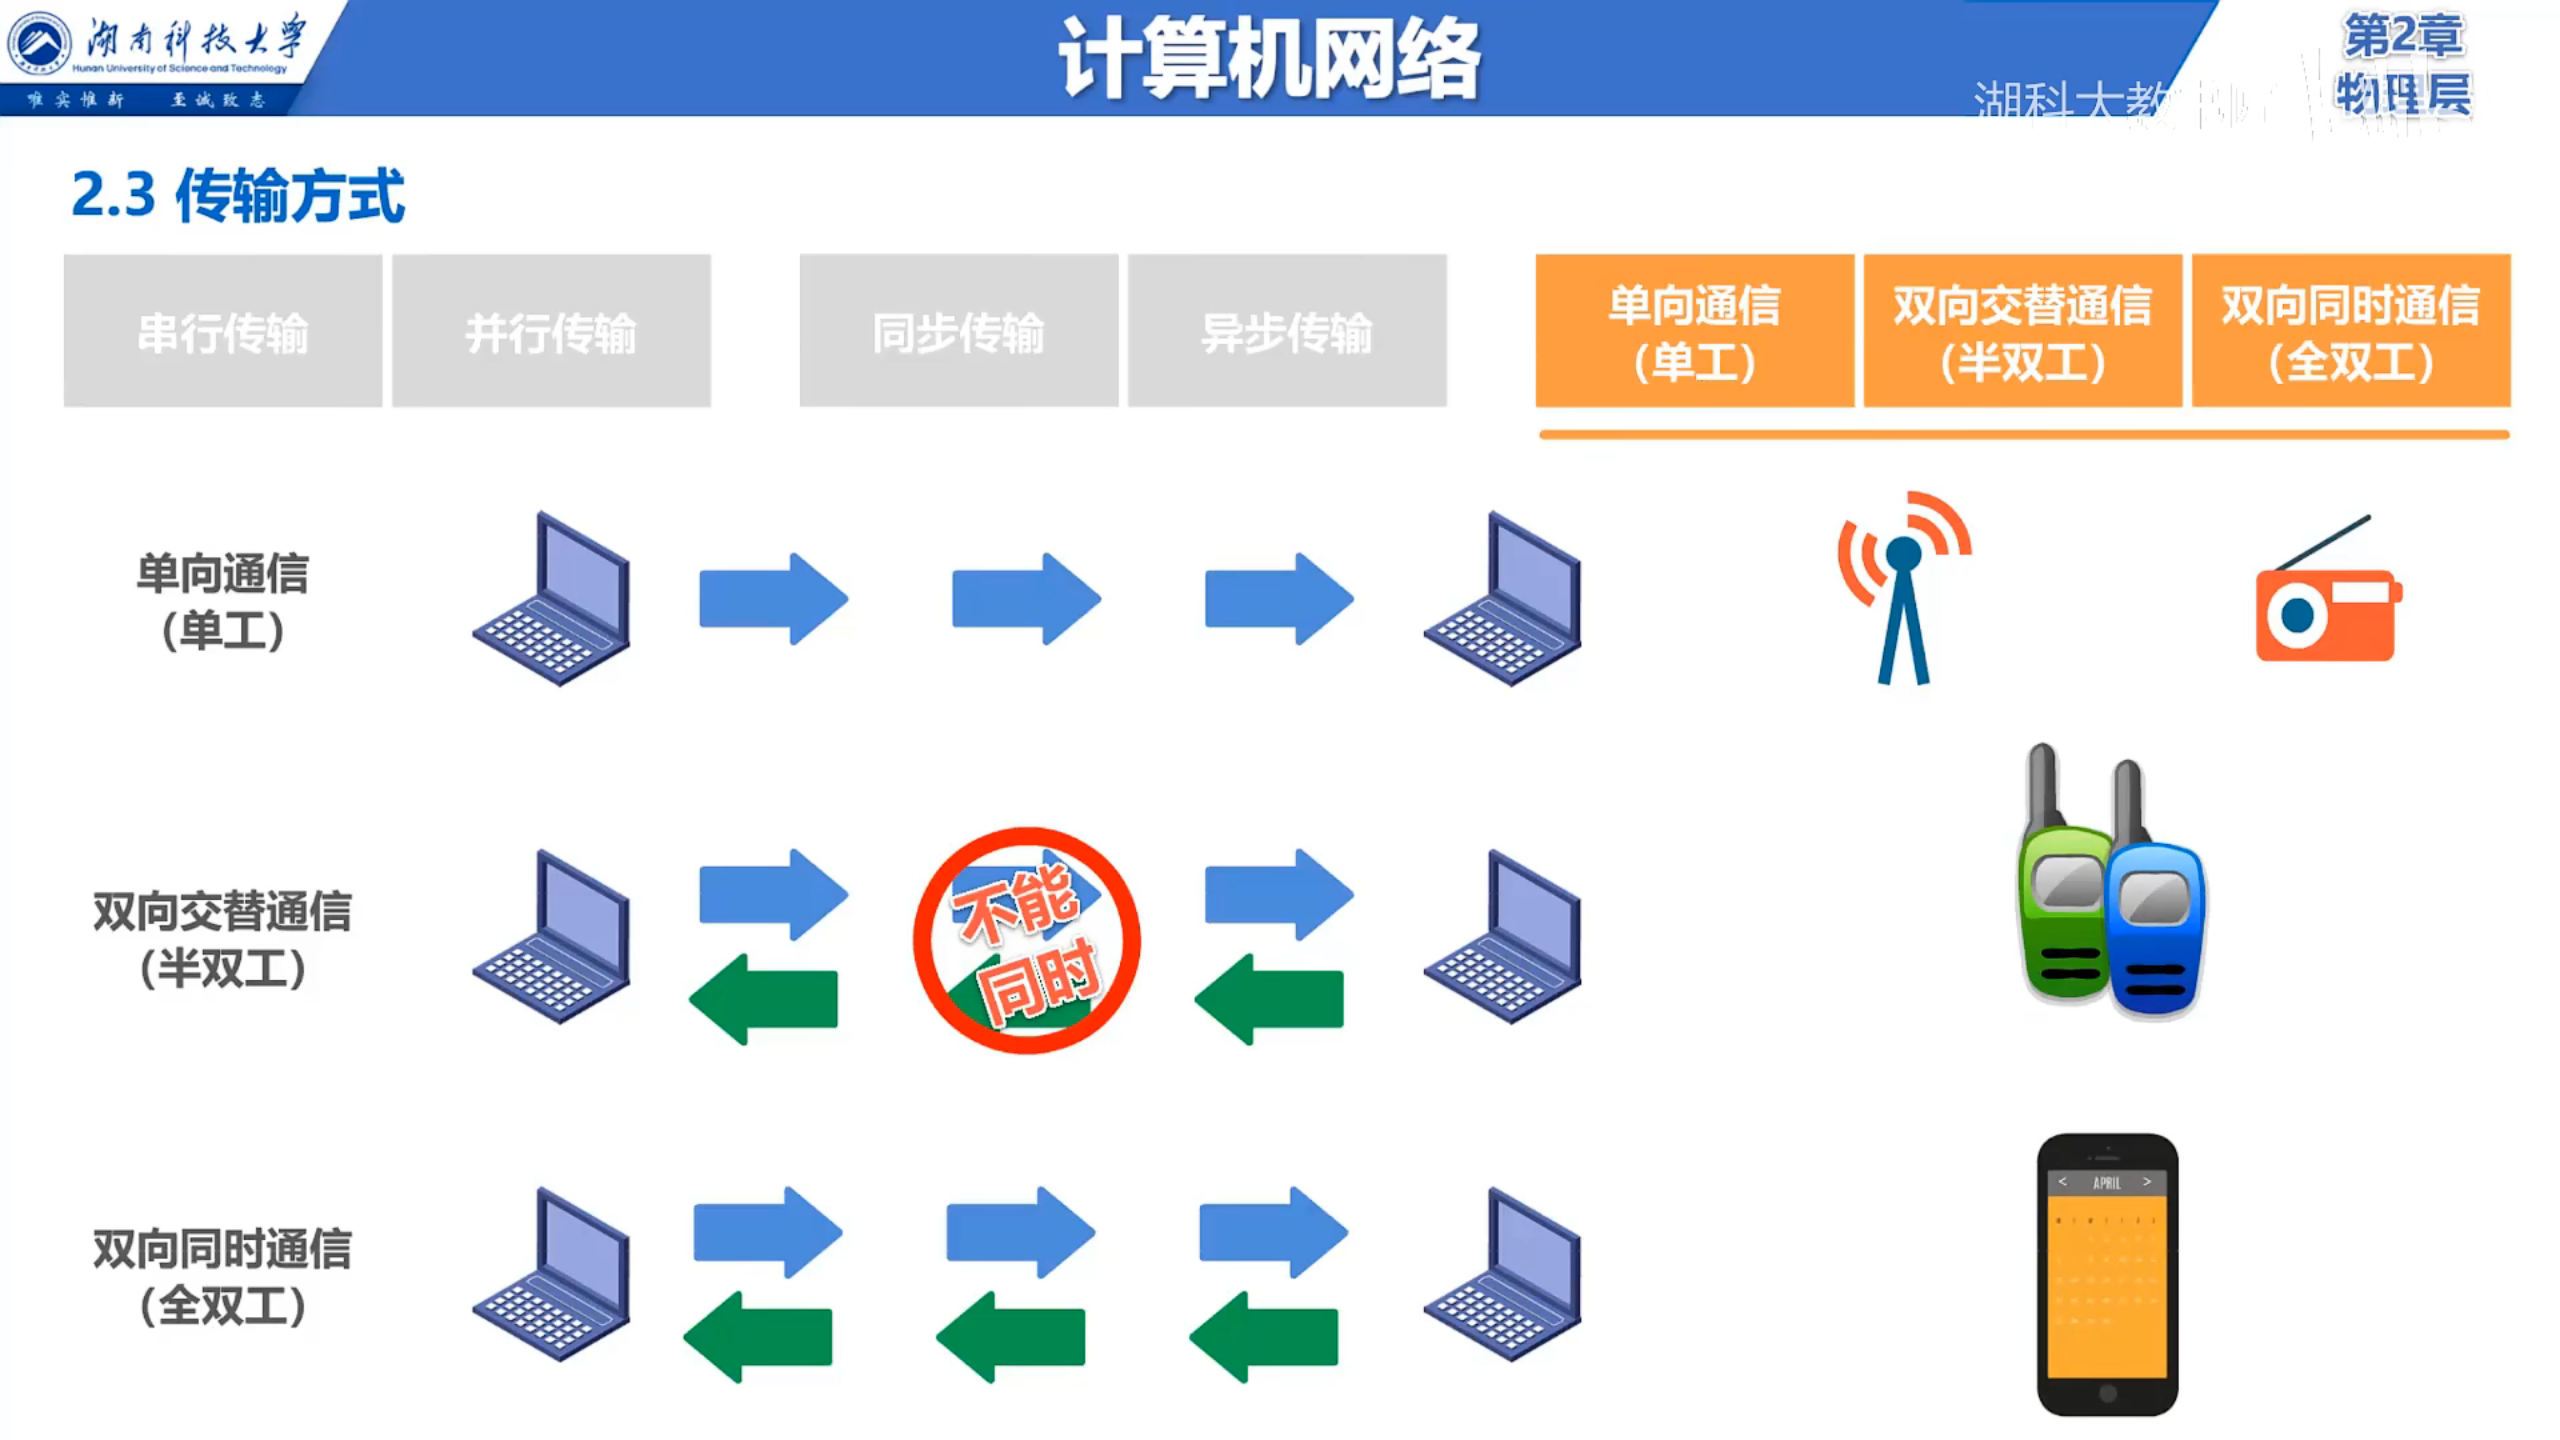 湖南科技大学
Hunan University of Science and Technology
唯实惟新 至诚致志
计算机网络
第2章
物理层
湖科大教
2.3 传输方式
串行传输
并行传输
同步传输
异步传输
单向通信
（单工）
双向交替通信
（半双工）
双向同时通信
（全双工）
单向通信
（单工）
双向交替通信
（半双工）
不能
同时
双向同时通信
（全双工）
< APRIL >